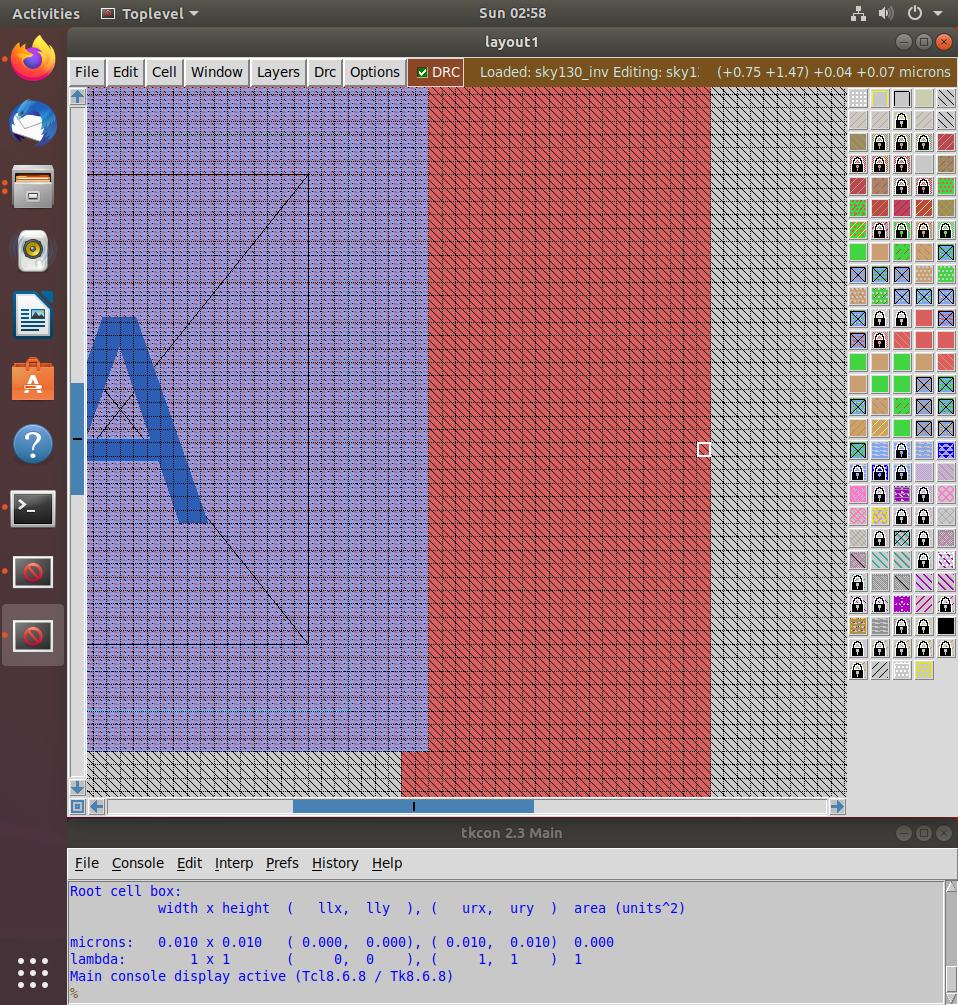 Activities Toplevel Sun 02:58
layout1
File Edit Cell Window Layers Drc Options DRC Loaded: sky130_inv Editing: sky1: (+0.75 +1.47) +0.04 +0.07 microns
A
tkcon 2.3 Main
File Console Edit Interp Prefs History Help
Root cell box:
width x height ( llx, lly ), ( urx, ury ) area (units^2)
microns: 0.010 x 0.010 ( 0.000, 0.000), ( 0.010, 0.010) 0.000
lambda: 1 x 1 ( 0, 0 ), ( 1, 1 ) 1
Main console display active (Tcl8.6.8 / Tk8.6.8)
%